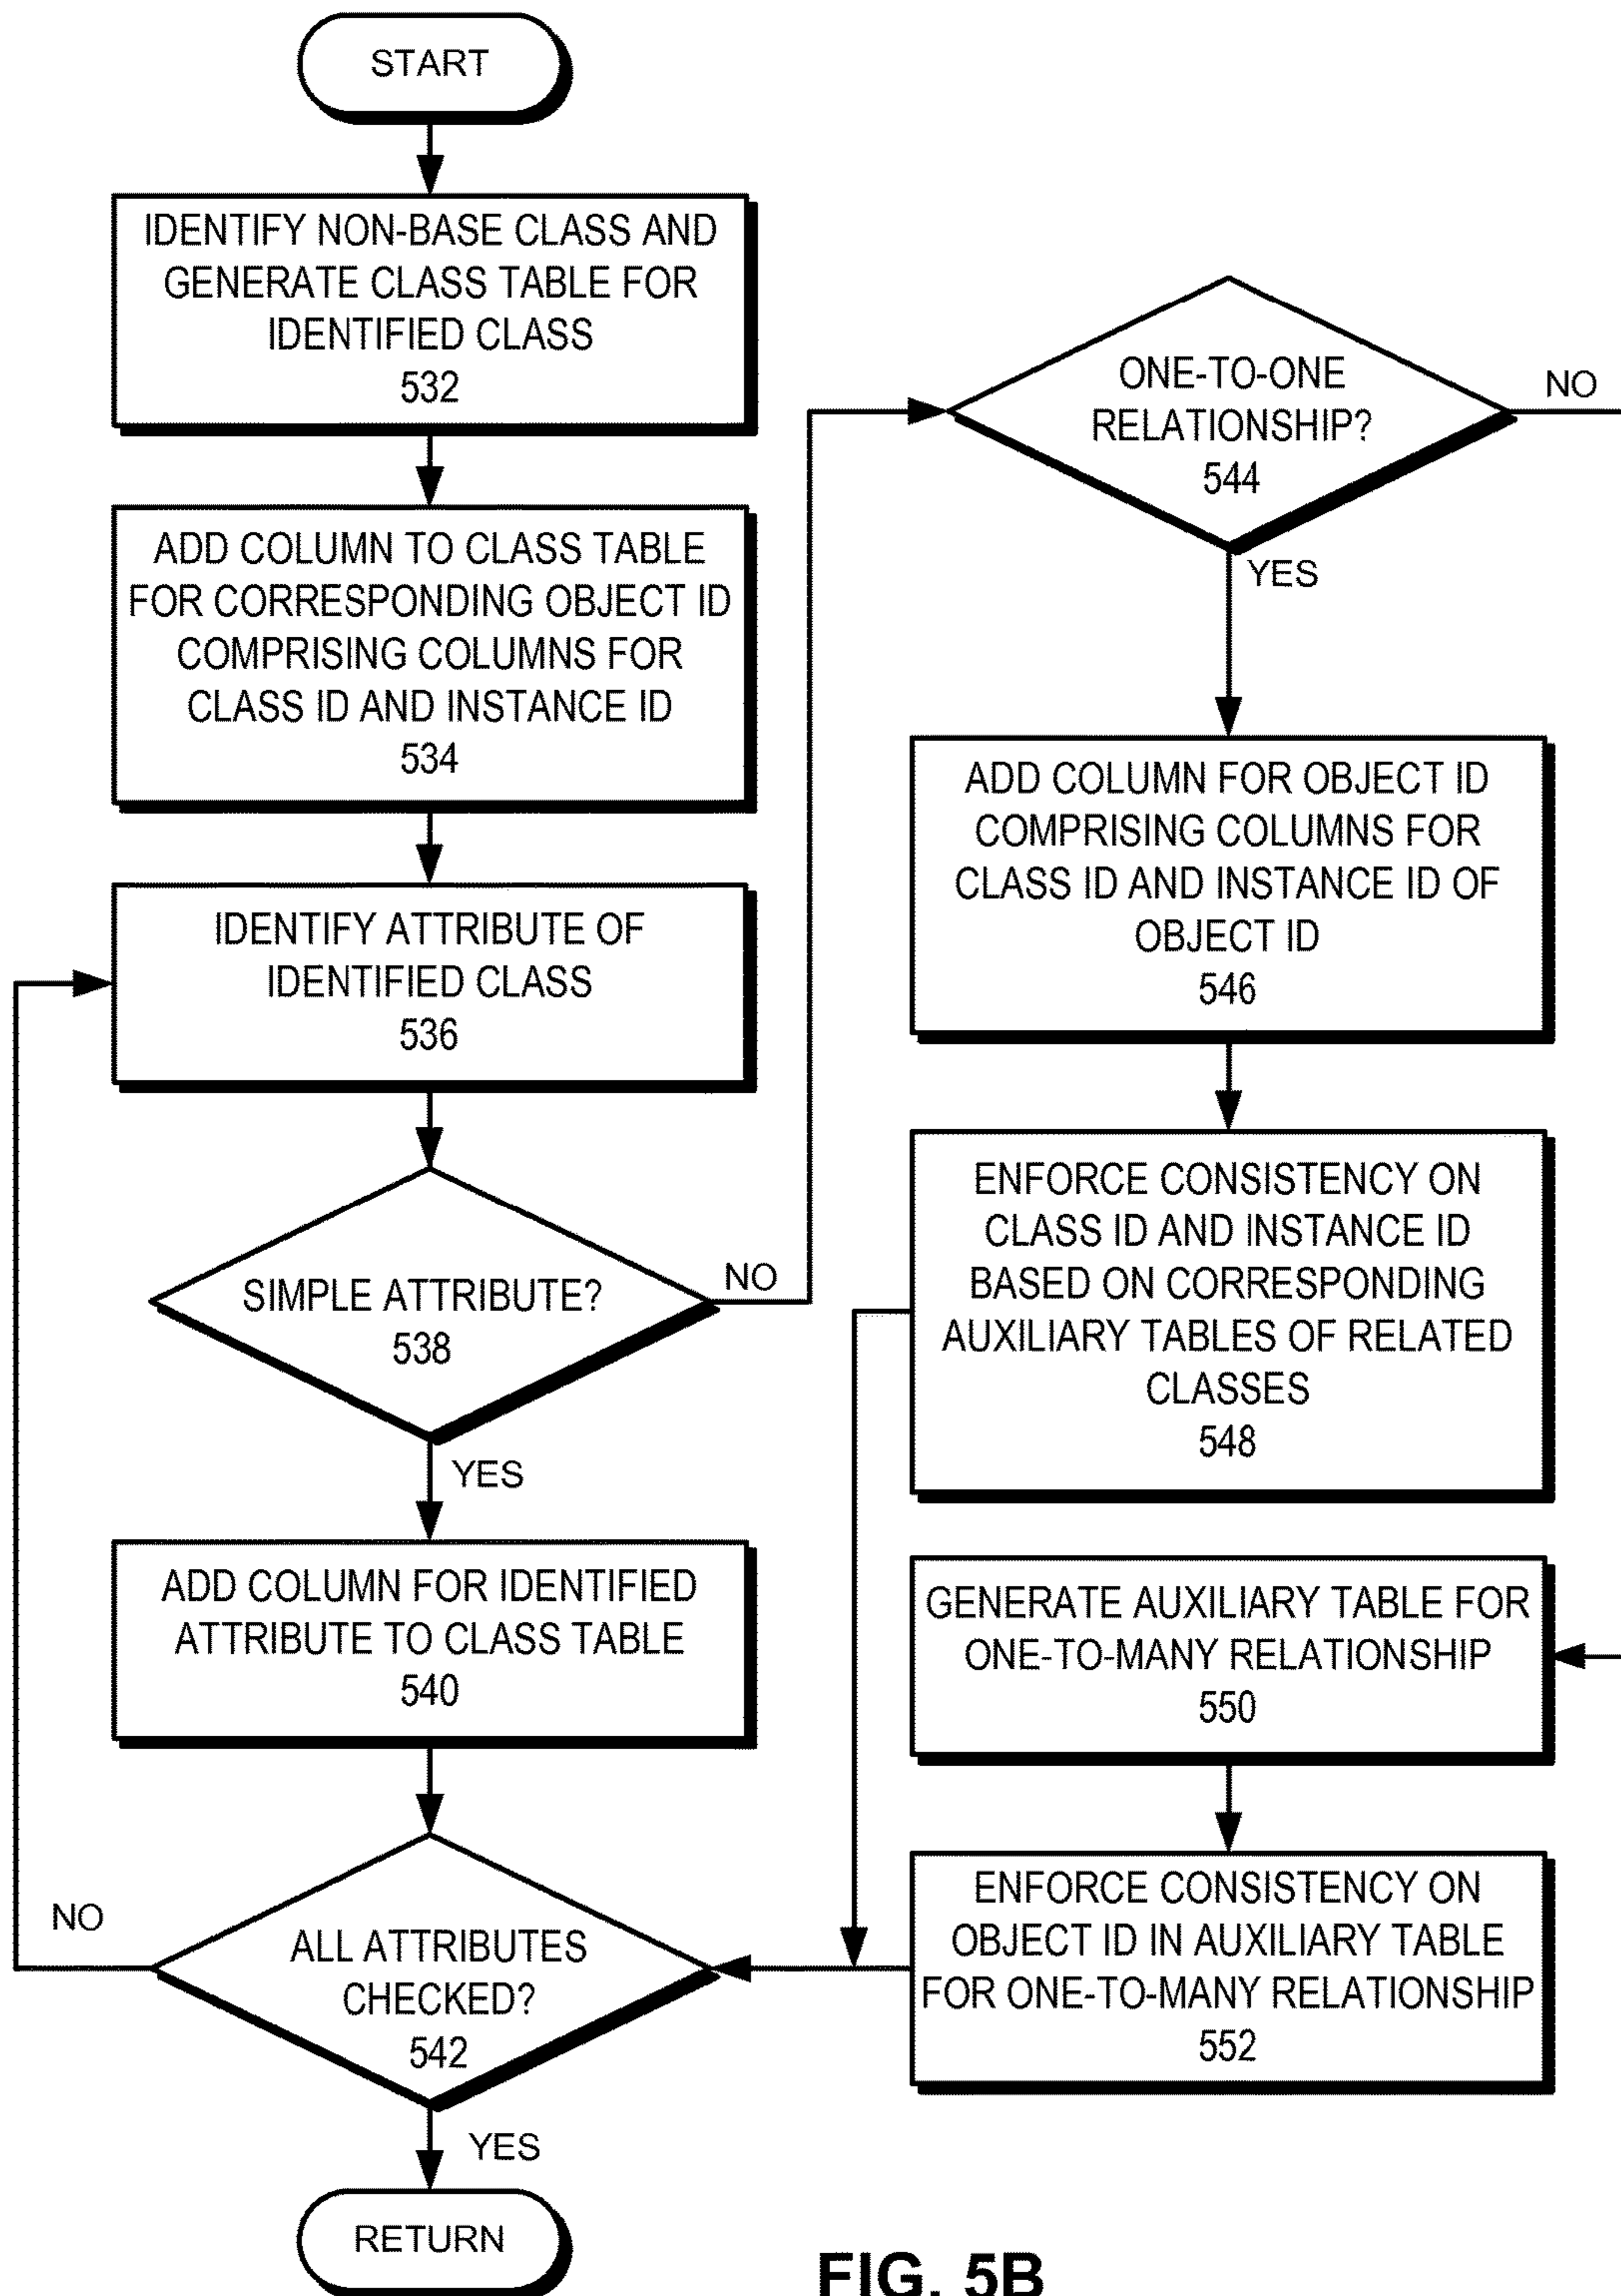 START
IDENTIFY NON-BASE CLASS AND
GENERATE CLASS TABLE FOR
IDENTIFIED CLASS
532
ADD COLUMN TO CLASS TABLE
FOR CORRESPONDING OBJECT ID
COMPRISING COLUMNS FOR
CLASS ID AND INSTANCE ID
534
IDENTIFY ATTRIBUTE OF
IDENTIFIED CLASS
536
SIMPLE ATTRIBUTE?
538
NO
YES
ADD COLUMN FOR IDENTIFIED
ATTRIBUTE TO CLASS TABLE
540
ALL ATTRIBUTES
CHECKED?
542
NO
YES
RETURN
ONE-TO-ONE
RELATIONSHIP?
544
NO
YES
ADD COLUMN FOR OBJECT ID
COMPRISING COLUMNS FOR
CLASS ID AND INSTANCE ID OF
OBJECT ID
546
ENFORCE CONSISTENCY ON
CLASS ID AND INSTANCE ID
BASED ON CORRESPONDING
AUXILIARY TABLES OF RELATED
CLASSES
548
GENERATE AUXILIARY TABLE FOR
ONE-TO-MANY RELATIONSHIP
550
ENFORCE CONSISTENCY ON
OBJECT ID IN AUXILIARY TABLE
FOR ONE-TO-MANY RELATIONSHIP
552
FIG. 5B